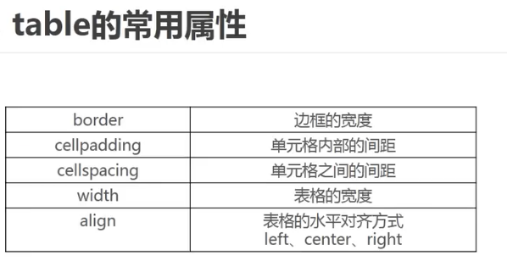 table的常用属性
border 边框的宽度
cellpadding 单元格内部的间距
cellspacing 单元格之间的间距
width 表格的宽度
align 表格的水平对齐方式
left、center、right